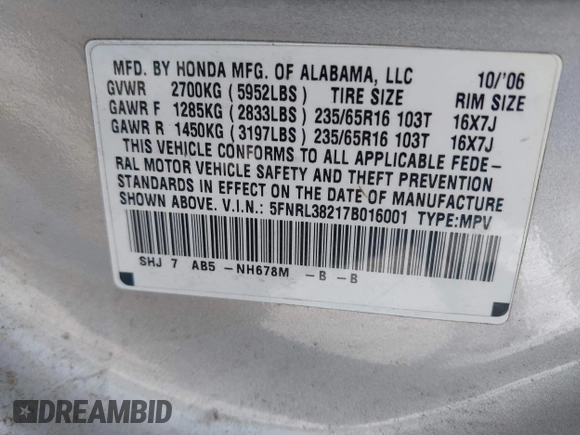 MFD. BY HONDA MFG. OF ALABAMA, LLC 10/'06
GVWR 2700KG (5952LBS) TIRE SIZE RIM SIZE
GAWR F 1285KG (2833LBS) 235/65R16 103T 16X7J
GAWR R 1450KG (3197LBS) 235/65R16 103T 16X7J
THIS VEHICLE CONFORMS TO ALL APPLICABLE FEDE-
RAL MOTOR VEHICLE SAFETY AND THEFT PREVENTION
STANDARDS IN EFFECT ON THE DATE OF MANUFACTURE
SHOWN ABOVE. V.I.N.: 5FNRL38217B016001 TYPE:MPV
SHJ 7 AB5 -NH678M -B -B
DREAMBID